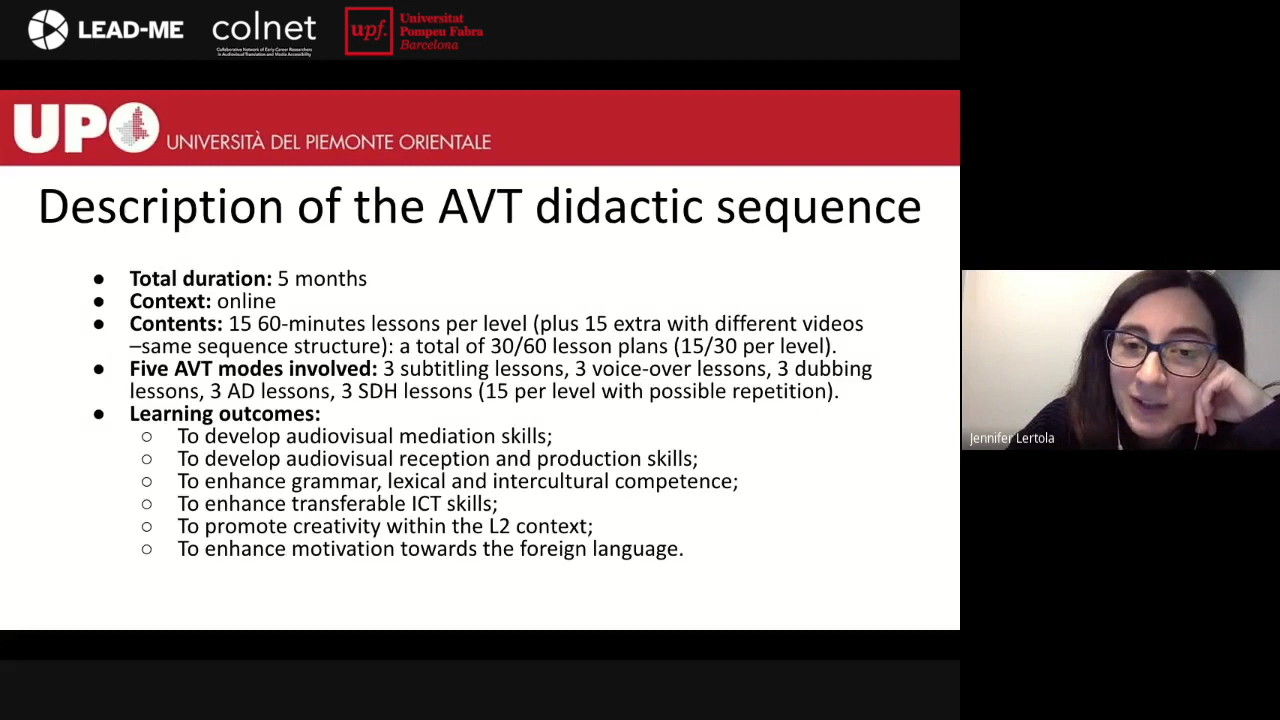 LEAD-ME
colnet
Collaborative Network of Early-Career Researchers
in Audiovisual Translation and Media Accessibility
upf.
Universitat
Pompeu Fabra
Barcelona
UPO
UNIVERSITÀ DEL PIEMONTE ORIENTALE
Description of the AVT didactic sequence
● Total duration: 5 months
● Context: online
● Contents: 15 60-minutes lessons per level (plus 15 extra with different videos
–same sequence structure): a total of 30/60 lesson plans (15/30 per level).
● Five AVT modes involved: 3 subtitling lessons, 3 voice-over lessons, 3 dubbing
lessons, 3 AD lessons, 3 SDH lessons (15 per level with possible repetition).
● Learning outcomes:
○ To develop audiovisual mediation skills;
○ To develop audiovisual reception and production skills;
○ To enhance grammar, lexical and intercultural competence;
○ To enhance transferable ICT skills;
○ To promote creativity within the L2 context;
○ To enhance motivation towards the foreign language.
Jennifer Lertola